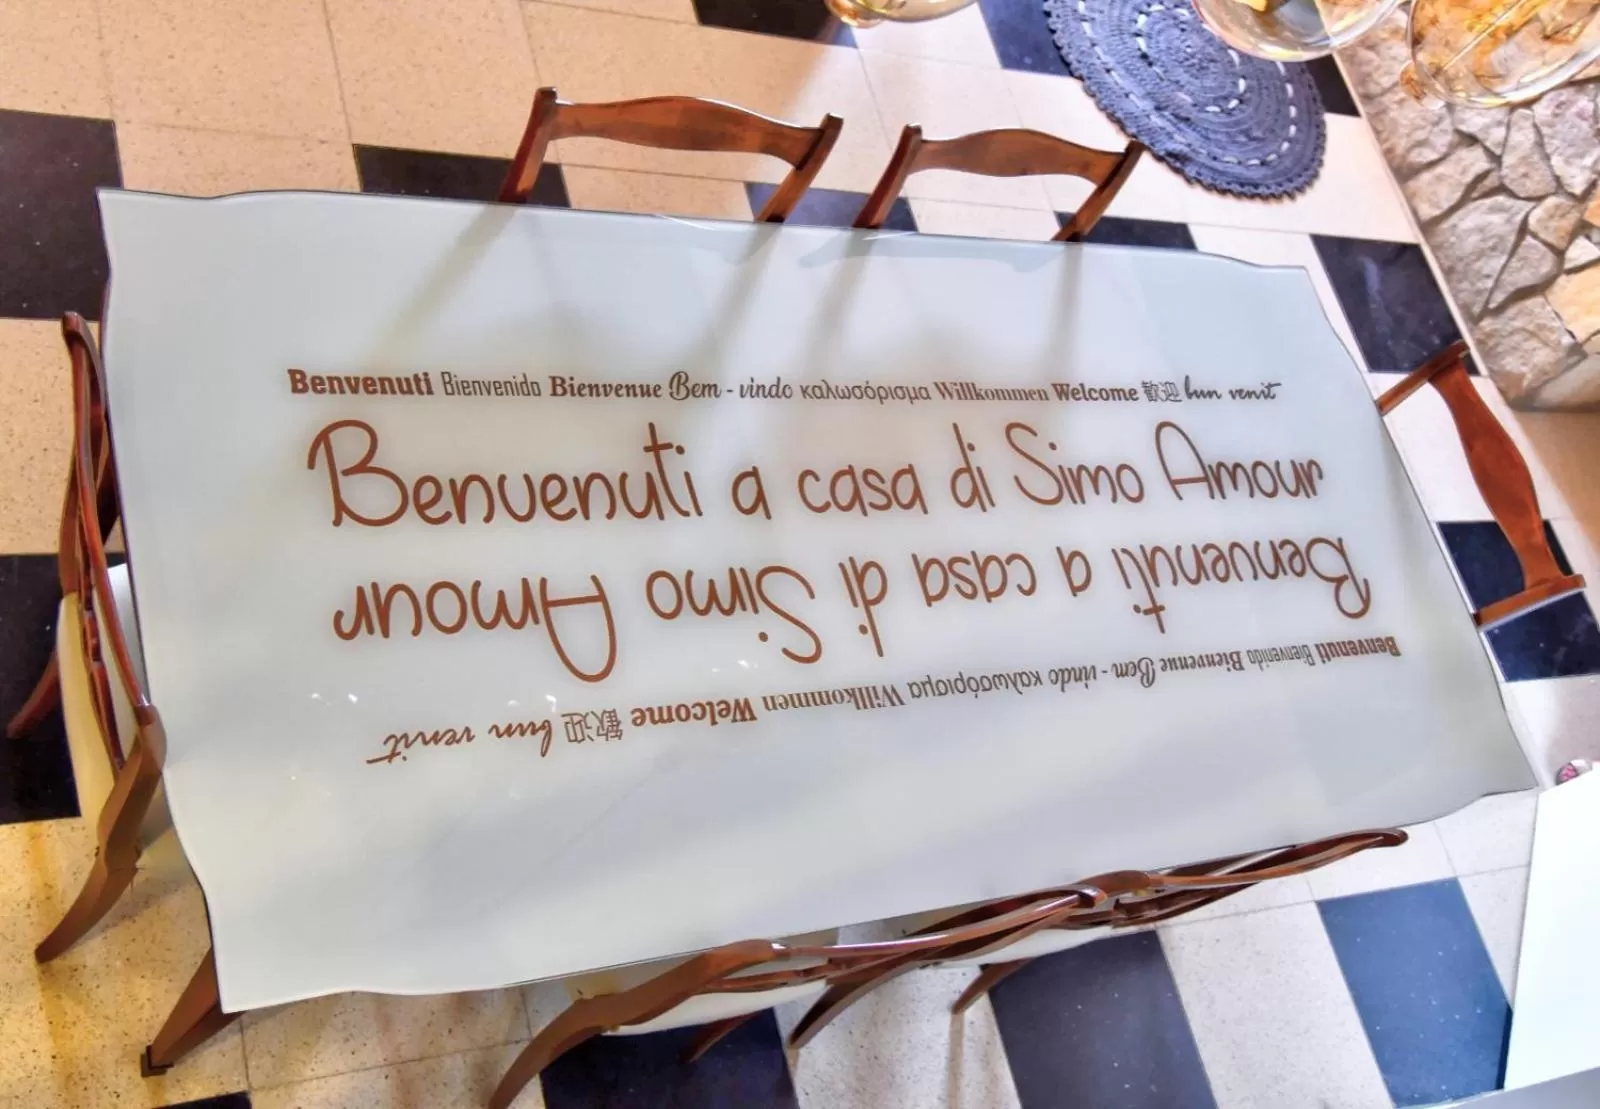 Benvenuti Bienvenido Bienvenue Bem - vindo καλωσόρισμα Willkommen Welcome 歡迎 bun venit
Benvenuti a casa di Simo Amour
Benvenuti a casa di Simo Amour
Benvenuti Bienvenido Bienvenue Bem - vindo καλωσόρισμα Willkommen Welcome 歡迎 bun venit